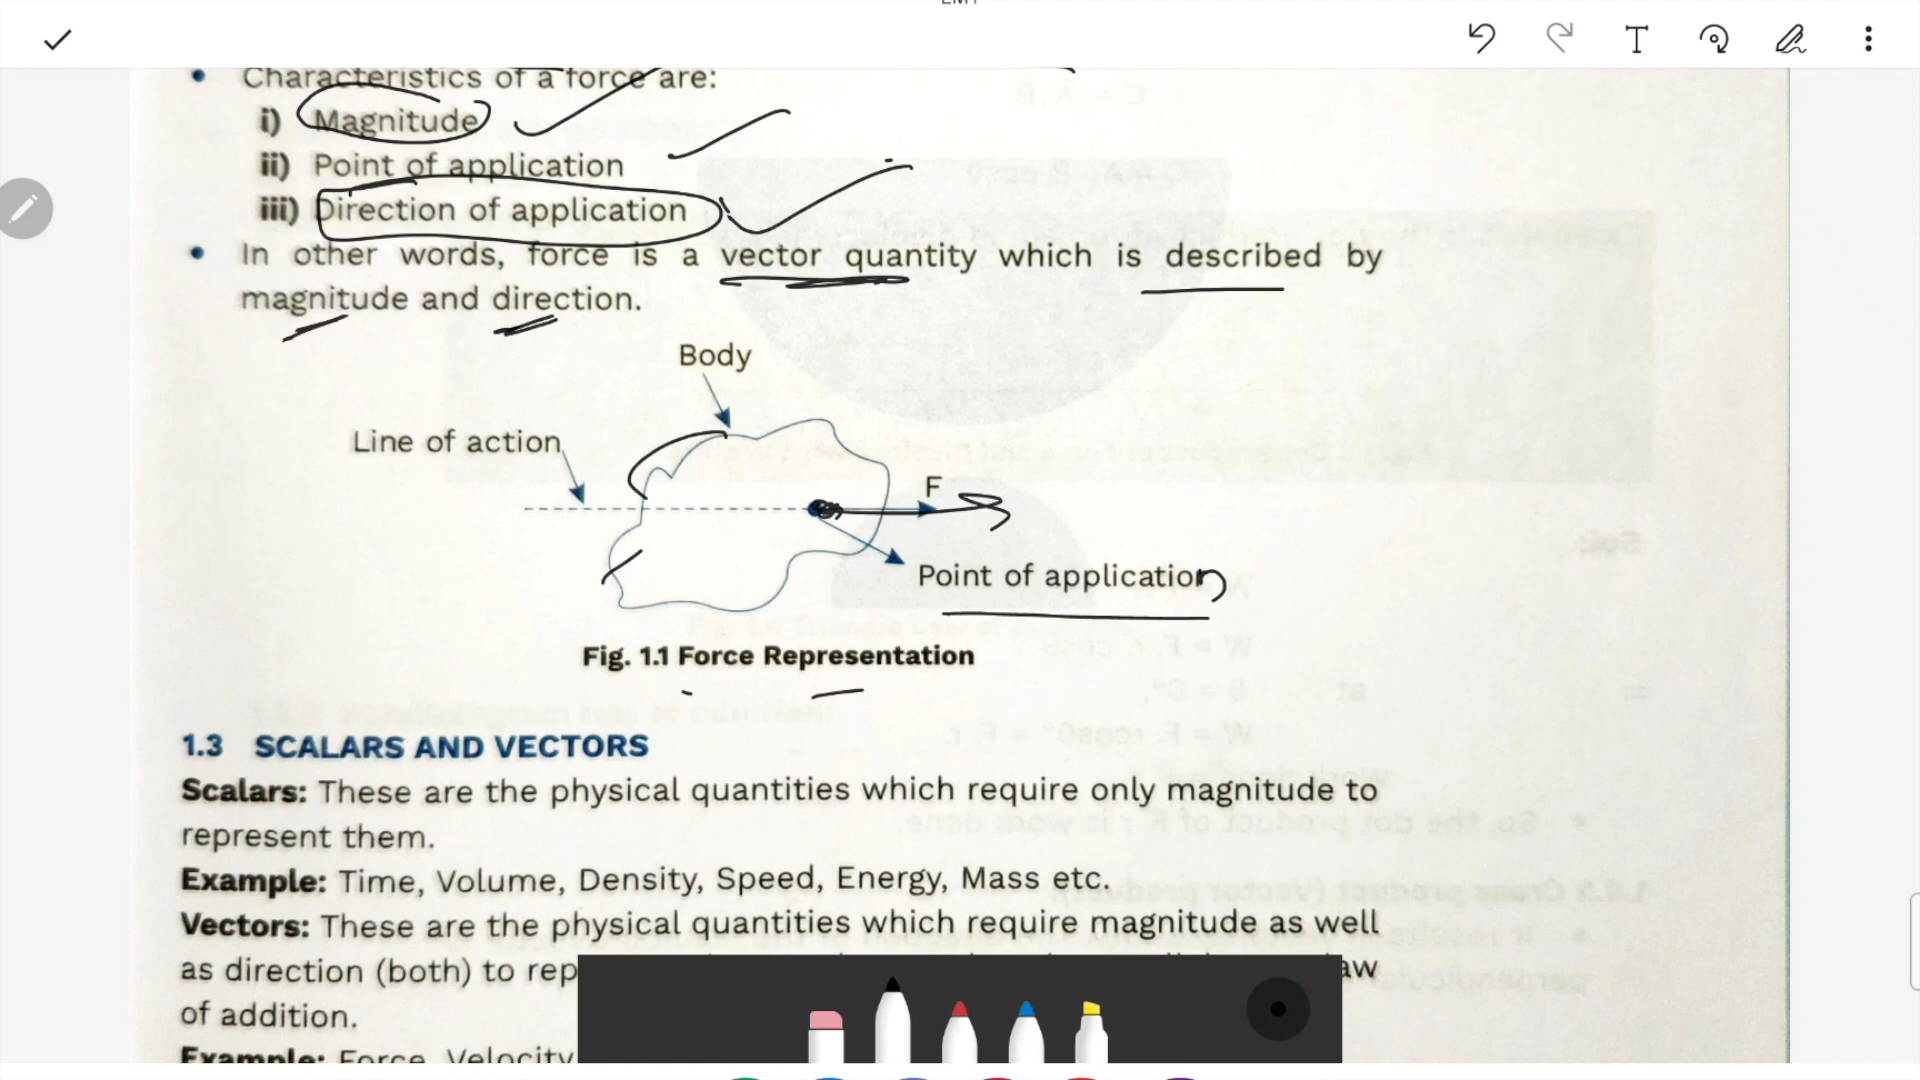 Characteristics of a force are:
i) Magnitude
ii) Point of application
iii) Direction of application
In other words, force is a vector quantity which is described by
magnitude and direction.
Body
Line of action
F
Point of application
Fig. 1.1 Force Representation
1.3 SCALARS AND VECTORS
Scalars: These are the physical quantities which require only magnitude to
represent them.
Example: Time, Volume, Density, Speed, Energy, Mass etc.
Vectors: These are the physical quantities which require magnitude as well
as direction (both) to
of addition.
Example: Force, Velocity